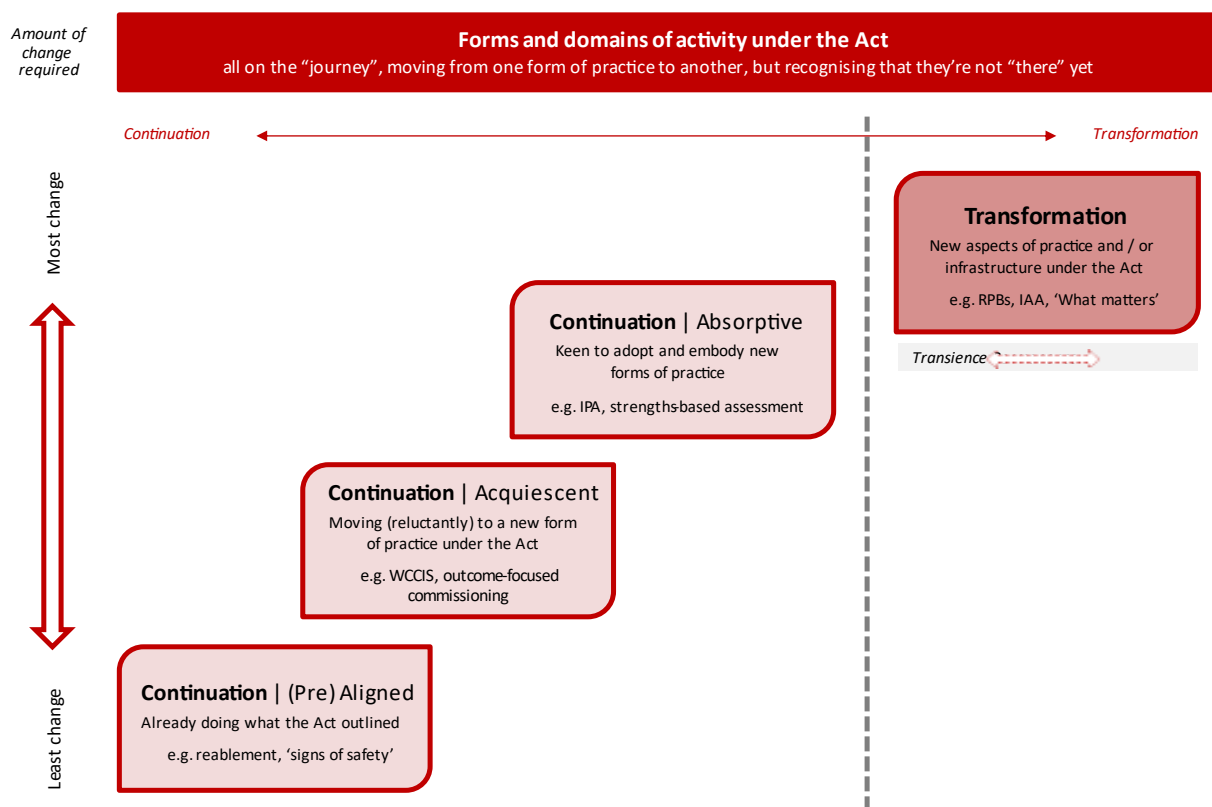 Amount of
change
required
Forms and domains of activity under the Act
all on the “journey”, moving from one form of practice to another, but recognising that they’re not “there” yet
Continuation
Transformation
Most change
Transformation
New aspects of practice and / or
infrastructure under the Act
e.g. RPBs, IAA, ‘What matters’
Transience
Continuation | Absorptive
Keen to adopt and embody new
forms of practice
e.g. IPA, strengths-based assessment
Continuation | Acquiescent
Moving (reluctantly) to a new form
of practice under the Act
e.g. WCCIS, outcome-focused
commissioning
Continuation | (Pre) Aligned
Already doing what the Act outlined
e.g. reablement, ‘signs of safety’
Least change